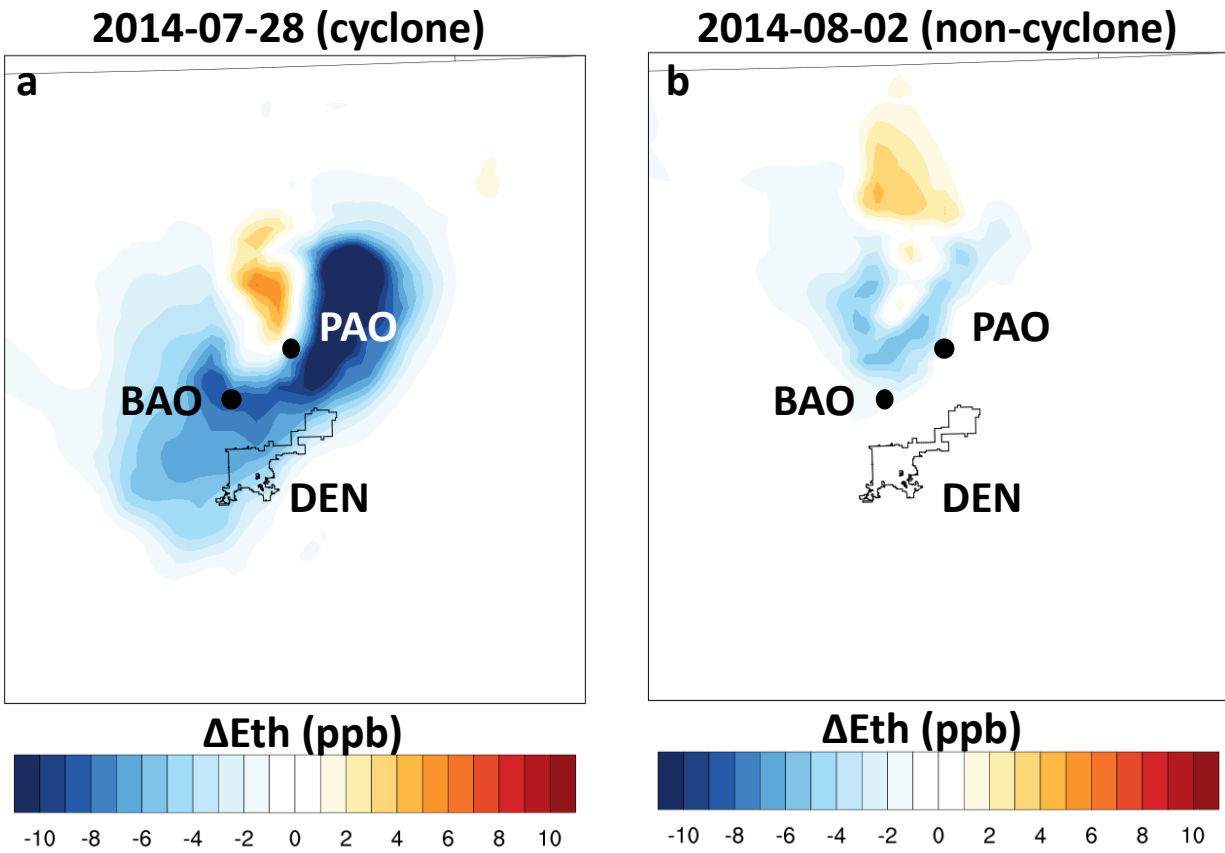 2014-07-28 (cyclone)
2014-08-02 (non-cyclone)
a
b
PAO
BAO
DEN
PAO
BAO
DEN
ΔEth (ppb)
-10 -8 -6 -4 -2 0 2 4 6 8 10
ΔEth (ppb)
-10 -8 -6 -4 -2 0 2 4 6 8 10